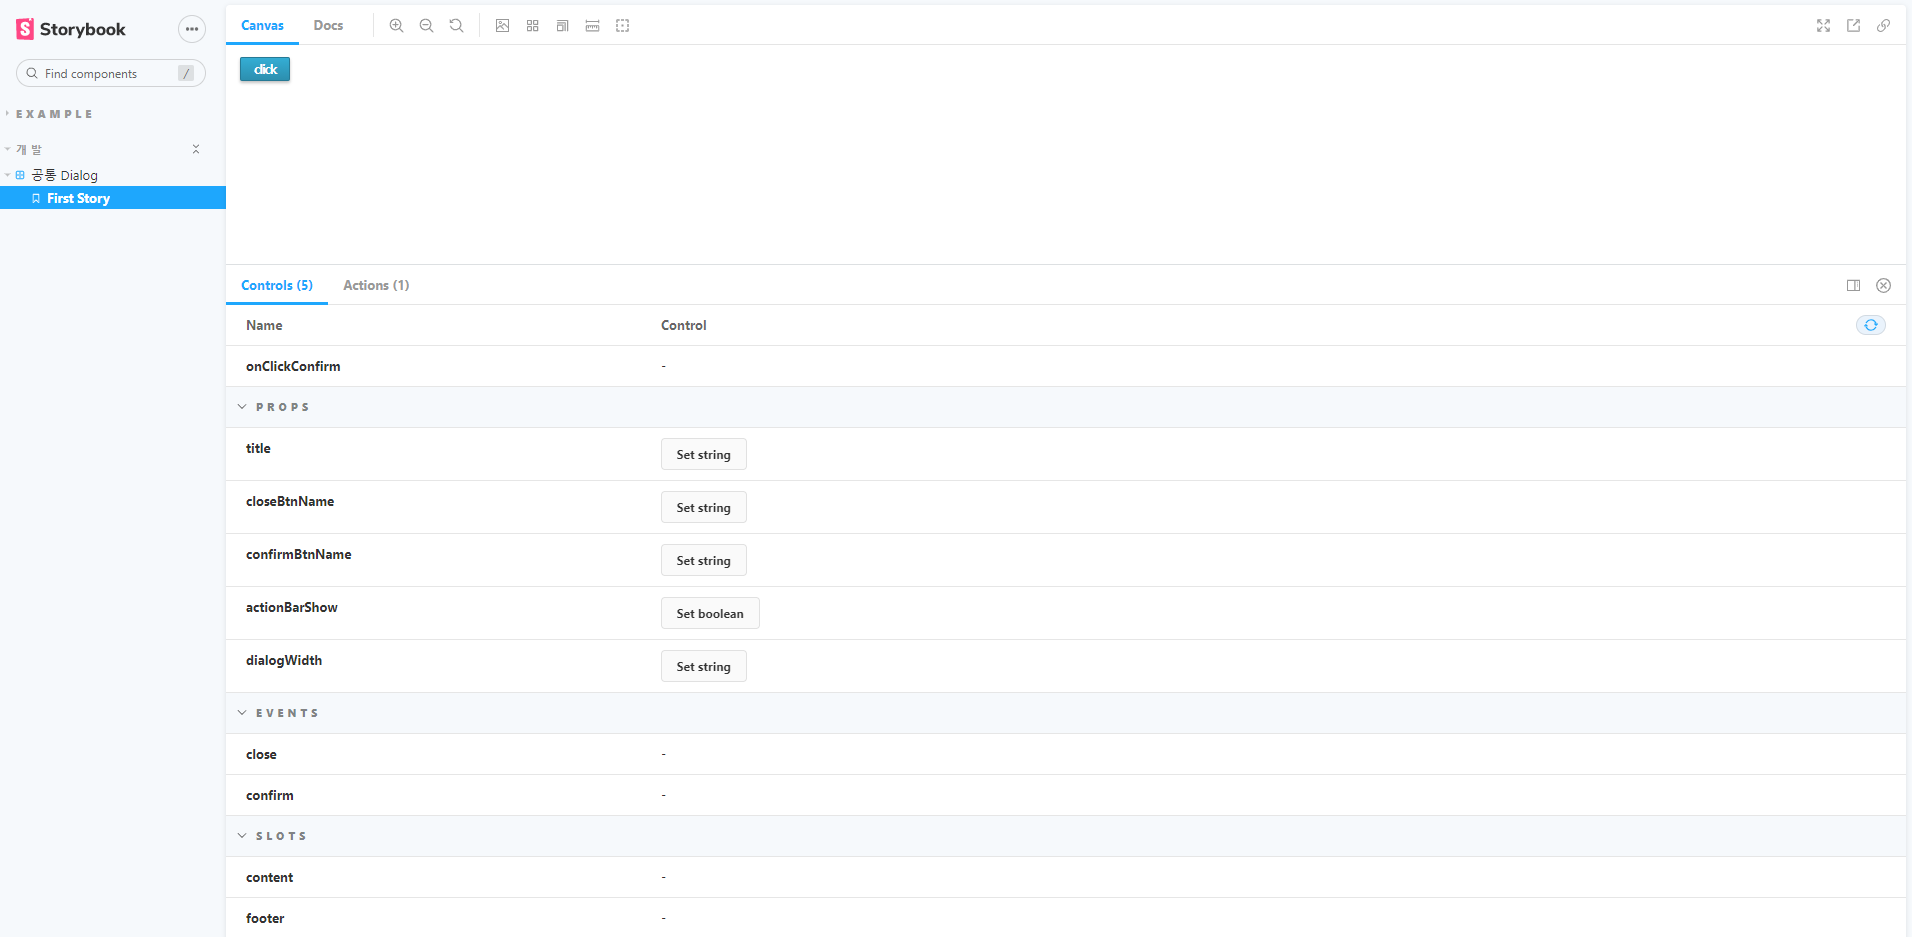 Storybook
Find components /
EXAMPLE
개발
공통 Dialog
First Story
Canvas Docs
click
Controls (5) Actions (1)
Name Control
onClickConfirm -
PROPS
title Set string
closeBtnName Set string
confirmBtnName Set string
actionBarShow Set boolean
dialogWidth Set string
EVENTS
close -
confirm -
SLOTS
content -
footer -